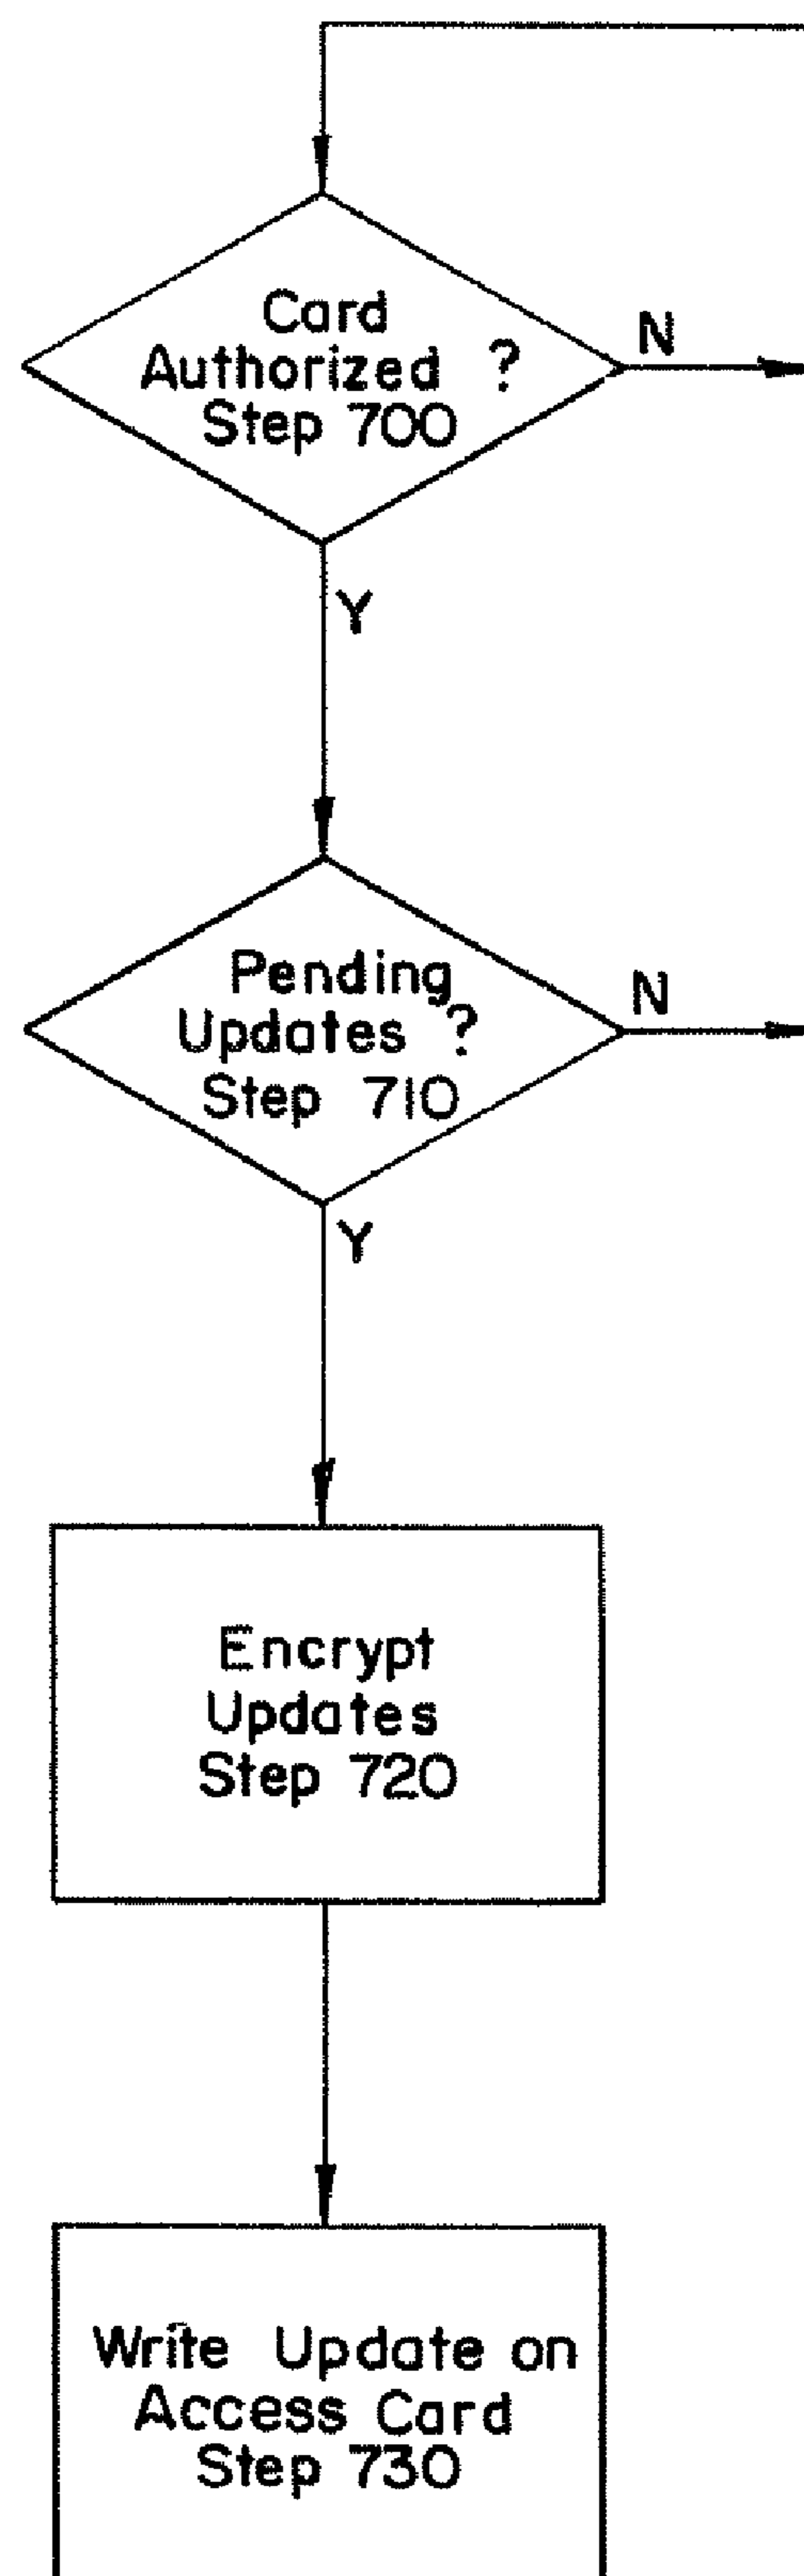 Card
Authorized ?
Step 700
N
Y
Pending
Updates ?
Step 710
N
Y
Encrypt
Updates
Step 720
Write Update on
Access Card
Step 730